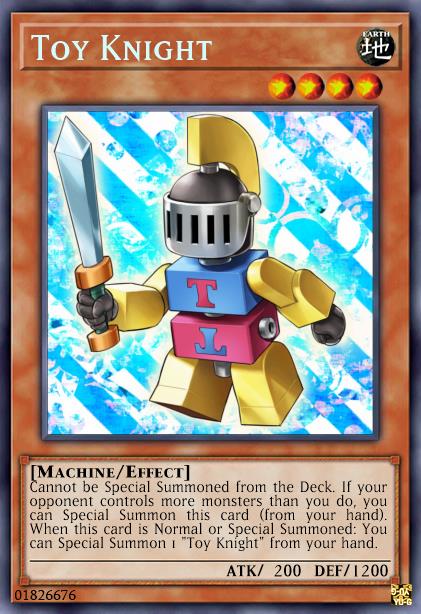 TOY KNIGHT
EARTH
地
T
T
[MACHINE/EFFECT]
Cannot be Special Summoned from the Deck. If your
opponent controls more monsters than you do, you
can Special Summon this card (from your hand).
When this card is Normal or Special Summoned: You
can Special Summon 1 "Toy Knight" from your hand.
ATK/ 200 DEF/1200
01826676